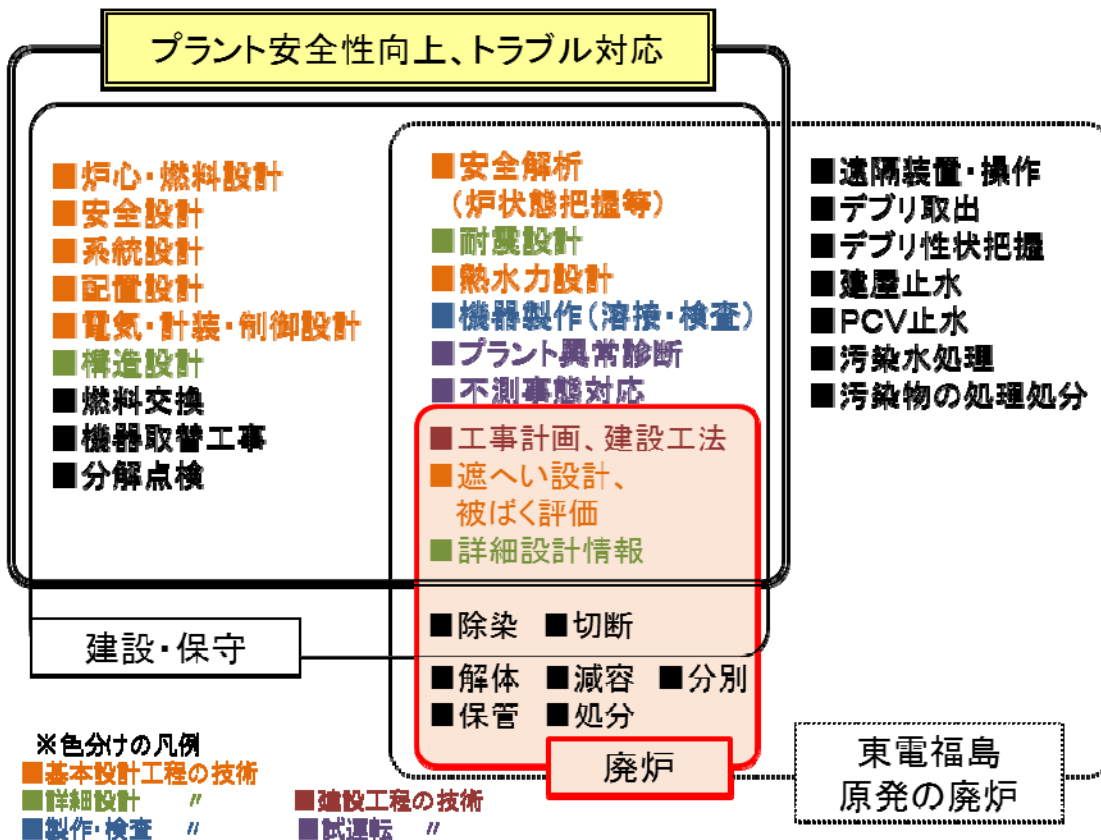 プラント安全性向上、トラブル対応
■炉心・燃料設計
■安全設計
■系統設計
■配置設計
■電気・計装・制御設計
■構造設計
■燃料交換
■機器取替工事
■分解点検
■安全解析
（炉状態把握等）
■耐震設計
■熱水力設計
■機器製作（溶接・検査）
■プラント異常診断
■不測事態対応
■工事計画、建設工法
■遮へい設計、
被ばく評価
■詳細設計情報
■除染 ■切断
■解体 ■減容 ■分別
■保管 ■処分
■遠隔装置・操作
■デブリ取出
■デブリ性状把握
■建屋止水
■PCV止水
■汚染水処理
■汚染物の処理処分
建設・保守
廃炉
東電福島
原発の廃炉
※色分けの凡例
■基本設計工程の技術
■詳細設計 〃 ■建設工程の技術
■製作・検査 〃 ■試運転 〃